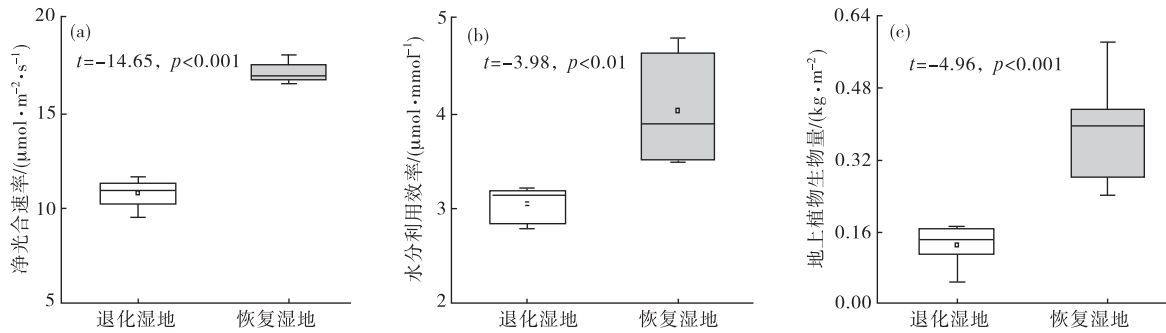 (a)
t=-14.65, p<0.001
净光合速率/(μmol•m⁻²•s⁻¹)
20
15
10
5
退化湿地 恢复湿地
(b)
t=-3.98, p<0.01
水分利用效率/(μmol•mmol⁻¹)
5
4
3
2
退化湿地 恢复湿地
(c)
t=-4.96, p<0.001
地上植物生物量/(kg•m⁻²)
0.64
0.48
0.32
0.16
0.00
退化湿地 恢复湿地